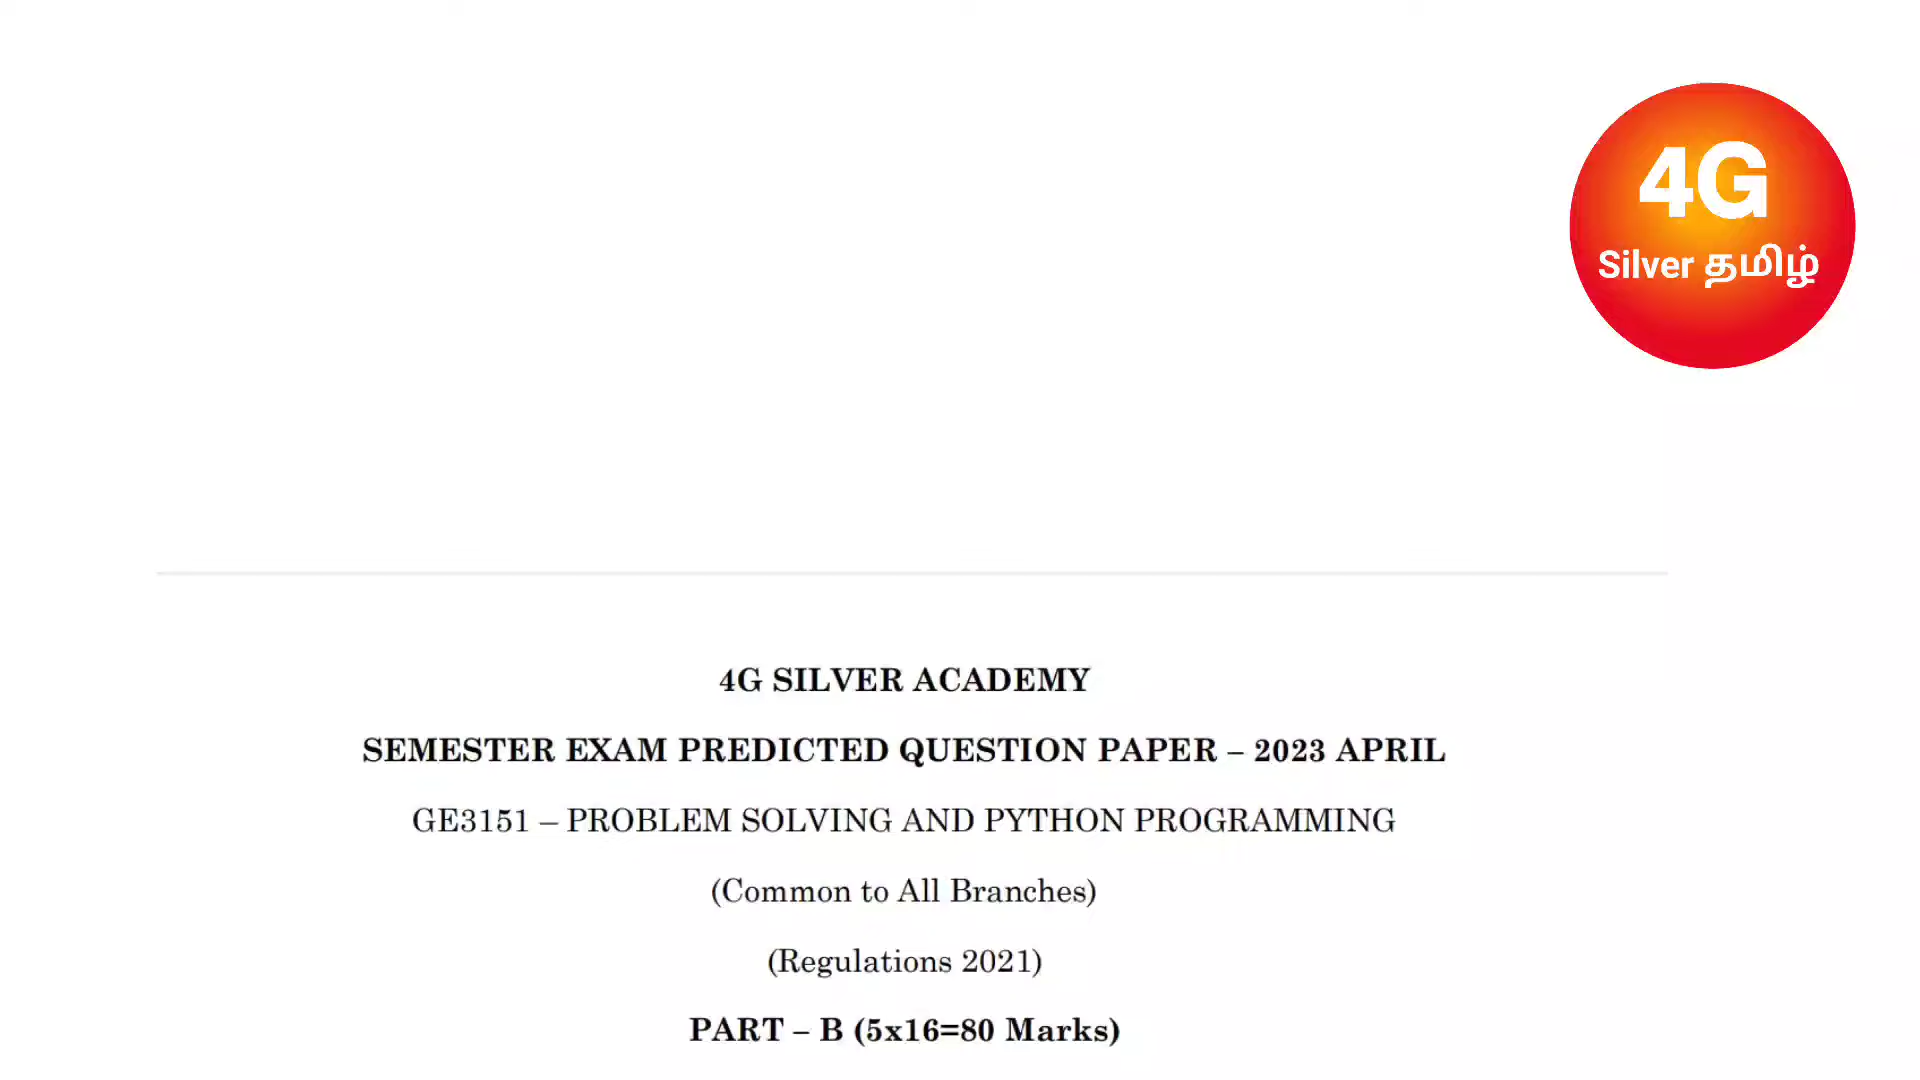 4G
Silver தமிழ்
4G SILVER ACADEMY
SEMESTER EXAM PREDICTED QUESTION PAPER – 2023 APRIL
GE3151 – PROBLEM SOLVING AND PYTHON PROGRAMMING
(Common to All Branches)
(Regulations 2021)
PART – B (5x16=80 Marks)